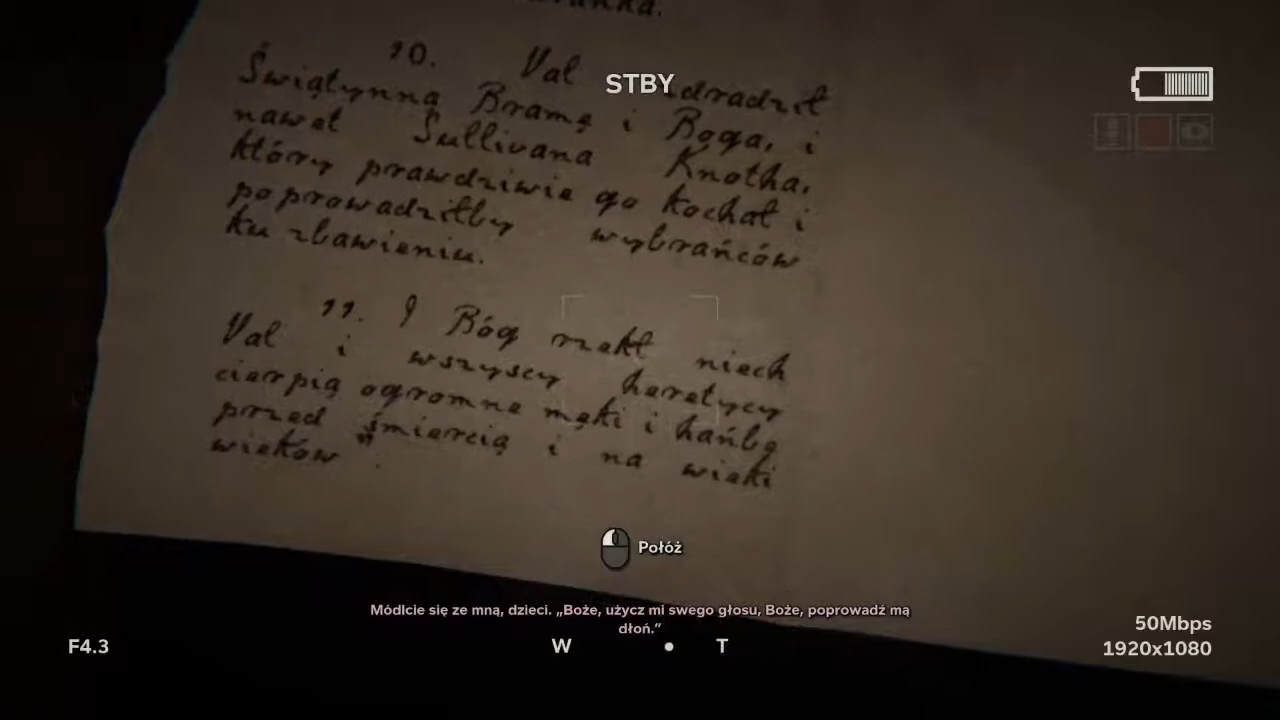 10. Val zdradził
Świątynną Bramę i Boga, i
nawet Sullivana Knotha,
który prawdziwie go kochał i
poprowadziłby wybrańców
ku zbawieniu.
11. I Bóg rzekł niech
Val i wszyscy heretycy
cierpią ogromne męki i hańbę
przed śmiercią i na wieki
wieków".
STBY
Połóż
Módlcie się ze mną, dzieci. „Boże, użycz mi swego głosu, Boże, poprowadź mą
dłoń.”
F4.3
W T
50Mbps
1920x1080